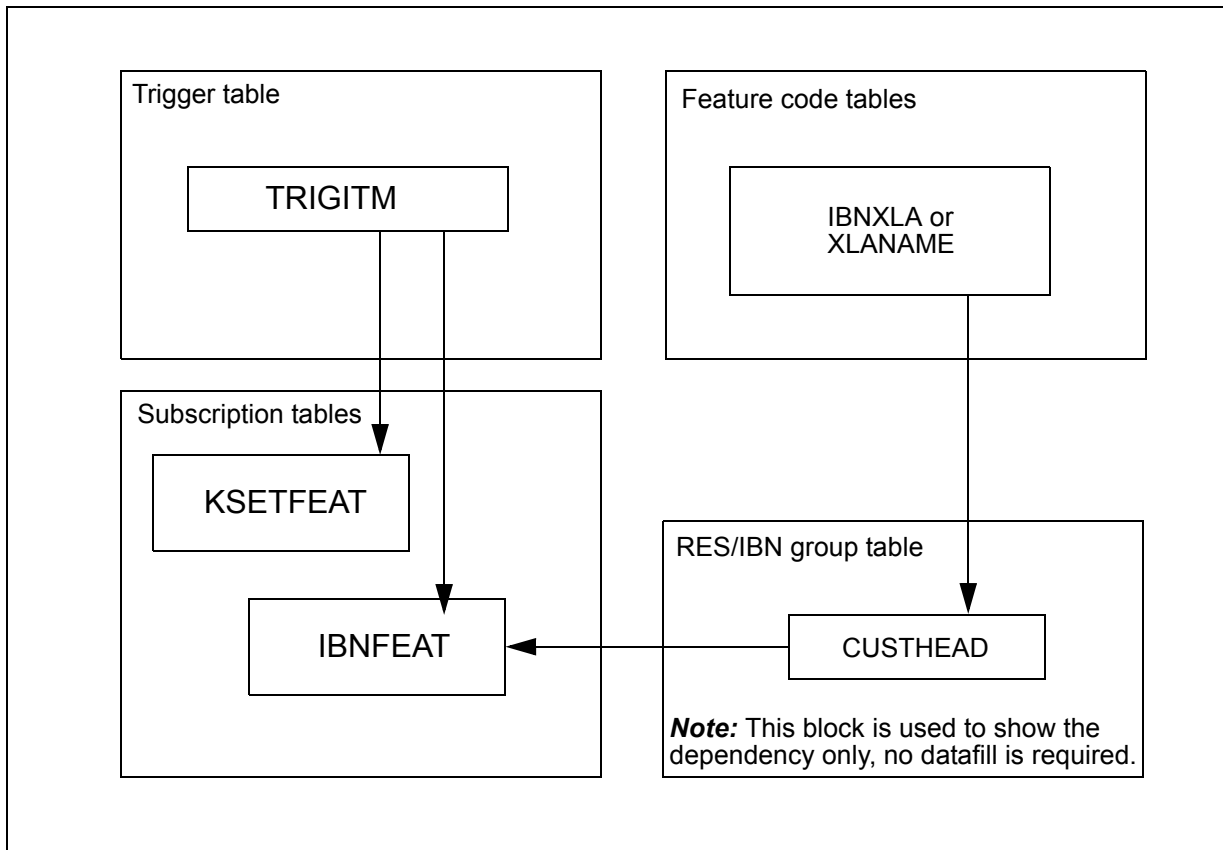 Trigger table
TRIGITM
Feature code tables
IBNXLA or
XLANAME
Subscription tables
KSETFEAT
IBNFEAT
RES/IBN group table
CUSTHEAD
Note: This block is used to show the
dependency only, no datafill is required.